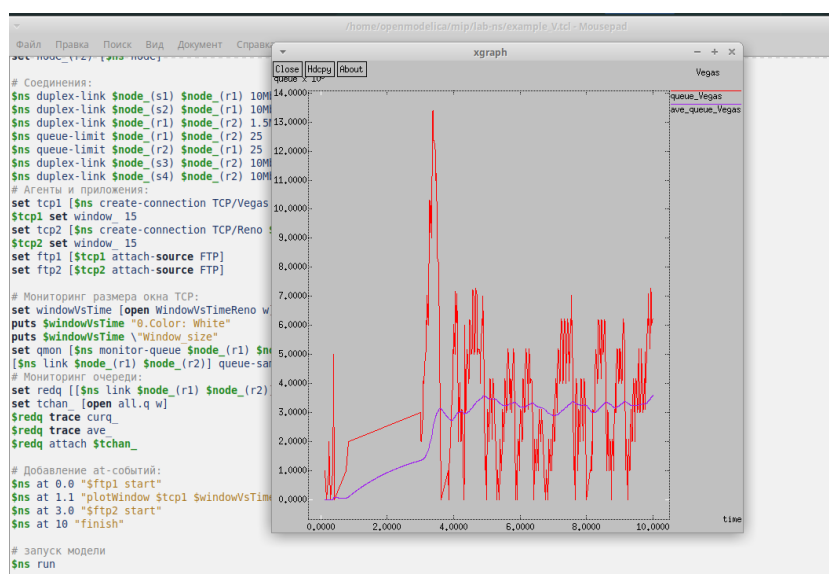 /home/openmodelica/mip/lab-ns/example V.tcl - Mousepad
Файл Правка Поиск Вид Документ Справка
set node_(r2) [$ns node]
# Соединения:
$ns duplex-link $node_(s1) $node_(r1) 10Mb
$ns duplex-link $node_(s2) $node_(r1) 10Mb
$ns duplex-link $node_(r1) $node_(r2) 1.5M
$ns queue-limit $node_(r1) $node_(r2) 25
$ns queue-limit $node_(r2) $node_(r1) 25
$ns duplex-link $node_(s3) $node_(r2) 10Mb
$ns duplex-link $node_(s4) $node_(r2) 10Mb
# Агенты и приложения:
set tcp1 [$ns create-connection TCP/Vegas
$tcp1 set window_ 15
set tcp2 [$ns create-connection TCP/Reno $
$tcp2 set window_ 15
set ftp1 [$tcp1 attach-source FTP]
set ftp2 [$tcp2 attach-source FTP]
# Мониторинг размера окна TCP:
set windowVsTime [open WindowVsTimeReno w]
puts $windowVsTime "0.Color: White"
puts $windowVsTime \"Window_size"
set qmon [$ns monitor-queue $node_(r1) $no
[$ns link $node_(r1) $node_(r2)] queue-sam
# Мониторинг очереди:
set redq [[$ns link $node_(r1) $node_(r2)]
set tchan_ [open all.q w]
$redq trace curq_
$redq trace ave_
$redq attach $tchan_
# Добавление at-событий:
$ns at 0.0 "$ftp1 start"
$ns at 1.1 "plotWindow $tcp1 $windowVsTime
$ns at 3.0 "$ftp2 start"
$ns at 10 "finish"
# запуск модели
$ns run
xgraph
Close Hdcpy About
Vegas
queue x 10
queue_Vegas
ave_queue_Vegas
14,0000
13,0000
12,0000
11,0000
10,0000
9,0000
8,0000
7,0000
6,0000
5,0000
4,0000
3,0000
2,0000
1,0000
0,0000
0,0000 2,0000 4,0000 6,0000 8,0000 10,0000
time